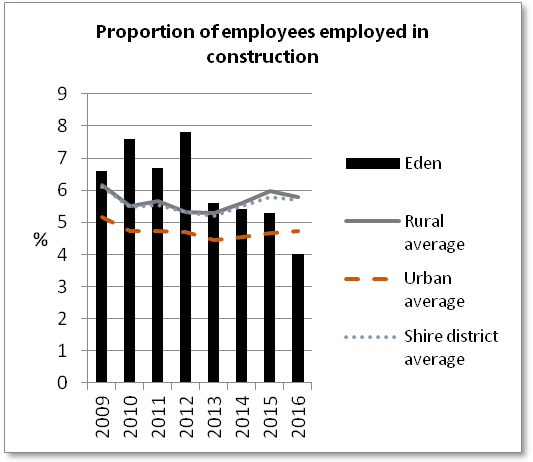 Proportion of employees employed in
construction
9
8
7
6
5
4
3
2
1
0
%
2009
2010
2011
2012
2013
2014
2015
2016
Eden
Rural
average
Urban
average
Shire district
average